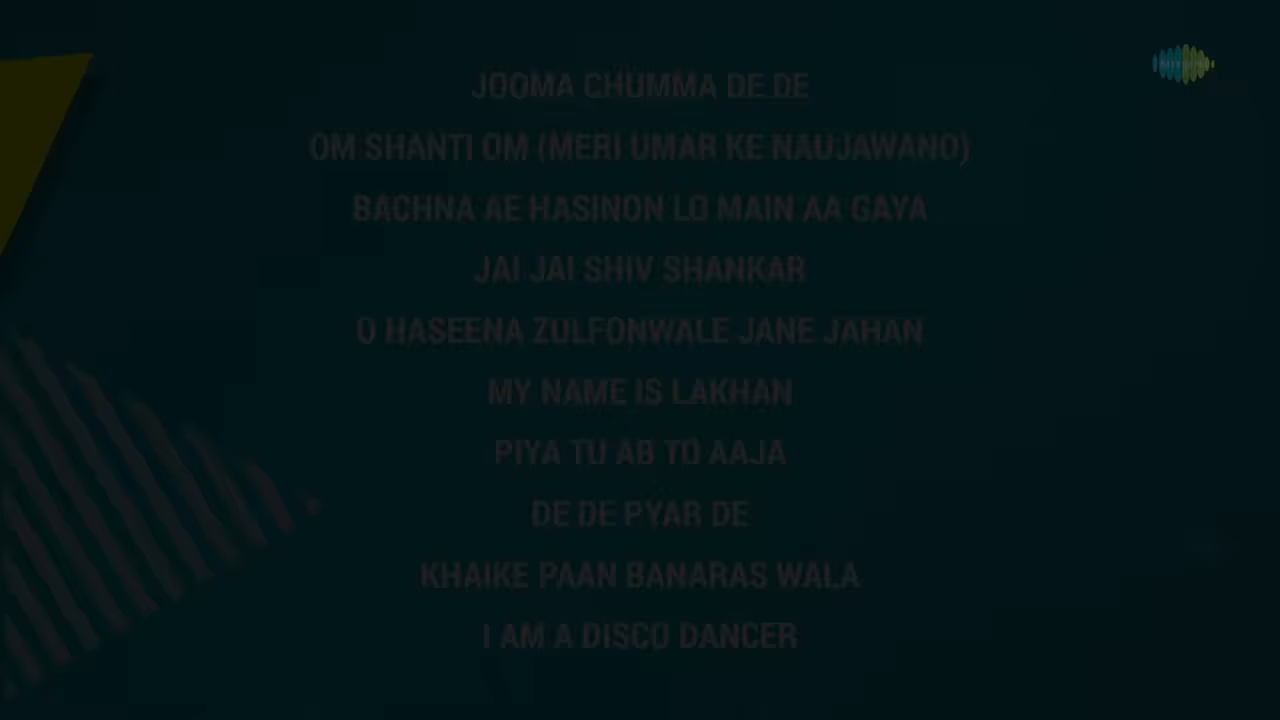 JOOMA CHUMMA DE DE
OM SHANTI OM (MERI UMAR KE NAUJAWANO)
BACHNA AE HASINON LO MAIN AA GAYA
JAI JAI SHIV SHANKAR
O HASEENA ZULFONWALE JANE JAHAN
MY NAME IS LAKHAN
PIYA TU AB TO AAJA
DE DE PYAR DE
KHAIKE PAAN BANARAS WALA
I AM A DISCO DANCER